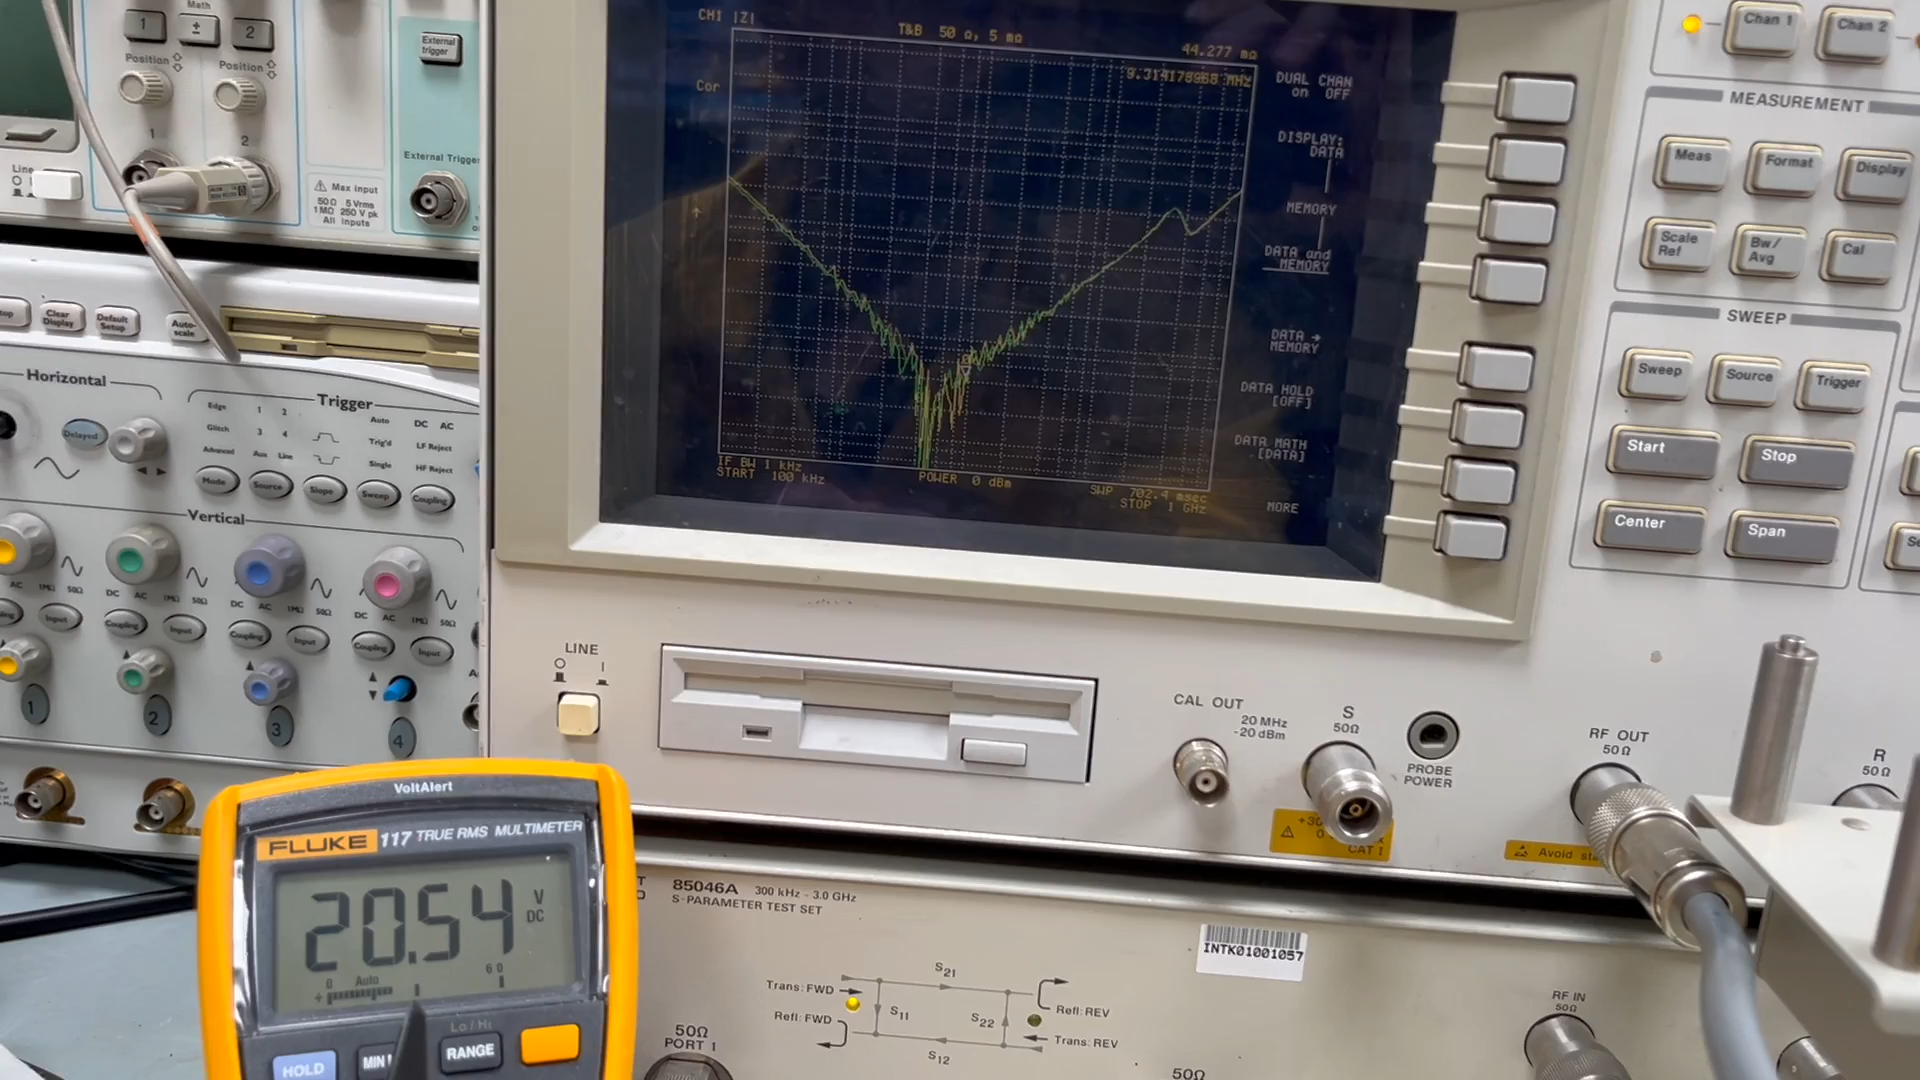 Math
1
±
2
Position
Position
1
2
External
trigger
External Trigge
Line
Max input
50Ω 5Vrms
1MΩ 250 V pk
All inputs
Clear
Display
Default
Setup
Auto-
scale
Horizontal
Delayed
Trigger
Edge
Glitch
Advanced
1 2
3 4
Aux Line
Auto
Trig'd
Single
DC AC
LF Reject
HF Reject
Mode
Source
Slope
Sweep
Coupling
Vertical
AC 1MΩ 50Ω
DC AC 1MΩ 50Ω
DC AC 1MΩ 50Ω
DC AC 1MΩ 50Ω
Input
Coupling
Input
Coupling
Input
Coupling
Input
1
2
3
4
CH1 |Z|
T&B 50 Ω, 5 mΩ
44.277 mΩ
9.314178968 MHz
Cor
IF BW 1 kHz
START 100 kHz
POWER 0 dBm
SWP 702.4 msec
STOP 1 GHz
DUAL CHAN
on OFF
DISPLAY:
DATA
MEMORY
DATA and
MEMORY
DATA →
MEMORY
DATA HOLD
[OFF]
DATA MATH
[DATA]
MORE
Chan 1
Chan 2
MEASUREMENT
Meas
Format
Display
Scale
Ref
Bw/
Avg
Cal
SWEEP
Sweep
Source
Trigger
Start
Stop
Center
Span
LINE
CAL OUT
20 MHz
-20 dBm
S
50Ω
PROBE
POWER
RF OUT
50 Ω
R
50 Ω
CAT I
Avoid
85046A 300 kHz - 3.0 GHz
S-PARAMETER TEST SET
INTK01001057
Trans: FWD
Refl: FWD
S21
S11
S22
S12
Refl: REV
Trans: REV
50Ω
PORT 1
50Ω
RF IN
50Ω
VoltAlert
FLUKE 117 TRUE RMS MULTIMETER
20.54 V
DC
0 Auto 60
Lo / Hi
HOLD
MIN
RANGE